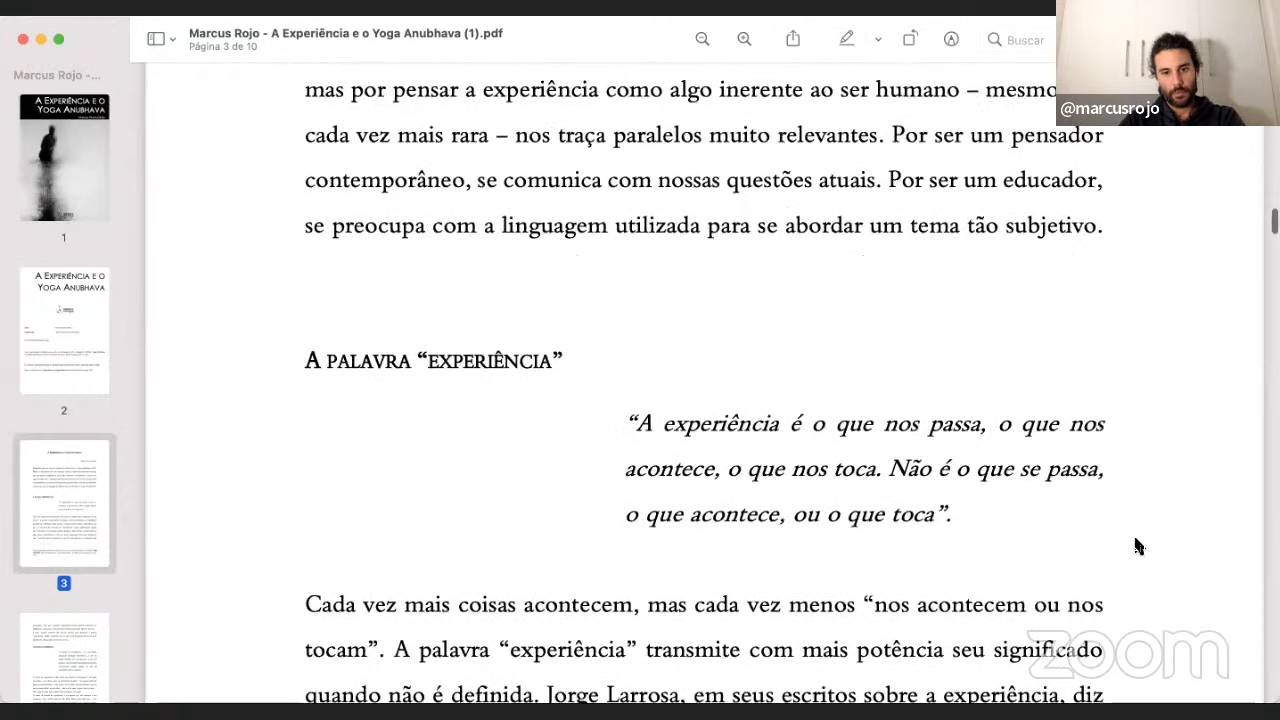 Marcus Rojo - A Experiência e o Yoga Anubhava (1).pdf
Página 3 de 10
Buscar
@marcusrojo
Marcus Rojo -...
A EXPERIÊNCIA E O
YOGA ANUBHAVA
1
A EXPERIÊNCIA E O
YOGA ANUBHAVA
2
3
mas por pensar a experiência como algo inerente ao ser humano – mesmo
cada vez mais rara – nos traça paralelos muito relevantes. Por ser um pensador
contemporâneo, se comunica com nossas questões atuais. Por ser um educador,
se preocupa com a linguagem utilizada para se abordar um tema tão subjetivo.
A PALAVRA “EXPERIÊNCIA”
“A experiência é o que nos passa, o que nos
acontece, o que nos toca. Não é o que se passa,
o que acontece, ou o que toca”.
Cada vez mais coisas acontecem, mas cada vez menos “nos acontecem ou nos
tocam”. A palavra “experiência” transmite com mais potência seu significado
quando não é definida. Jorge Larrosa, em suas escritos sobre a experiência, diz
zoom